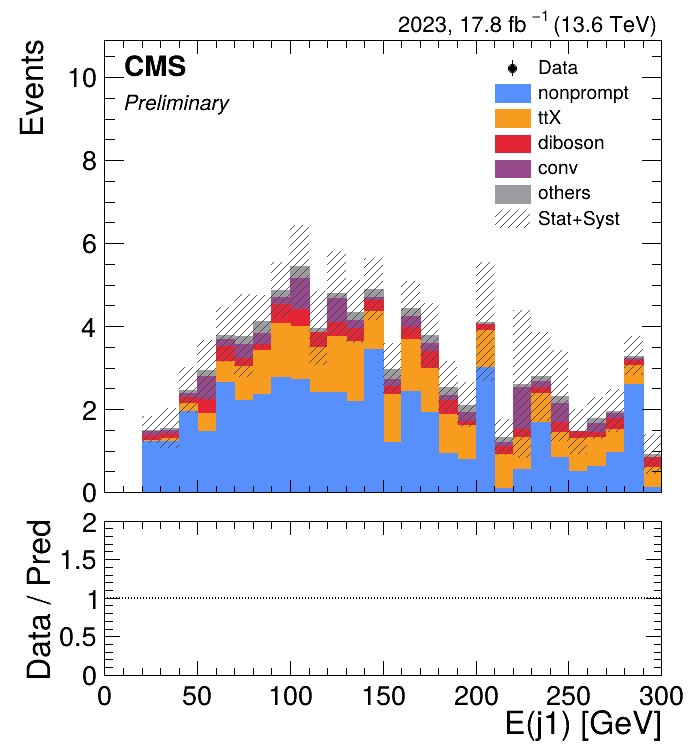 2023, 17.8 fb⁻¹ (13.6 TeV)
Events
CMS
Preliminary
Data
nonprompt
ttX
diboson
conv
others
Stat+Syst
10
8
6
4
2
0
Data / Pred
2
1.5
1
0.5
0
0 50 100 150 200 250 300
E(j1) [GeV]